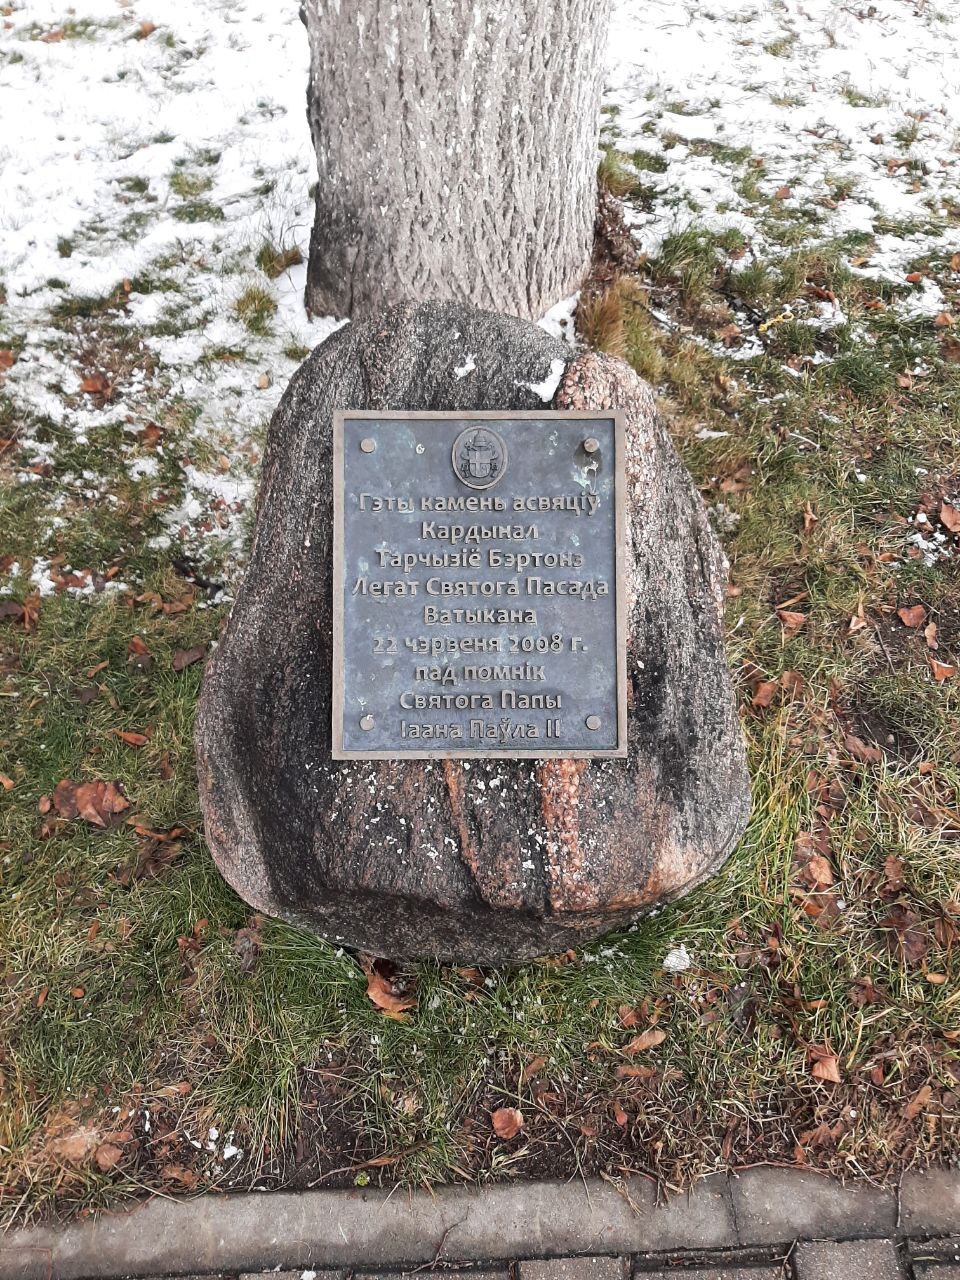 Гэты камень асвяціў
Кардынал
Тарчызіё Бэртонэ
Легат Святога Пасада
Ватыкана
22 чэрвеня 2008 г.
пад помнік
Святога Папы
Іаана Паўла ІІ